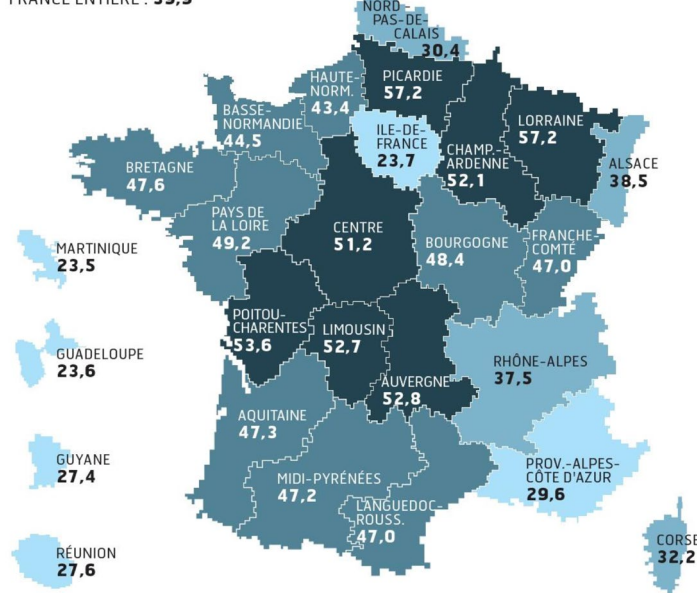 FRANCE ENTIÈRE :
NORD
PAS-DE-
CALAIS
30,4
HAUTE-
NORM.
43,4
PICARDIE
57,2
BASSE-
NORMANDIE
44,5
ILE-DE-
FRANCE
23,7
CHAMP.-
ARDENNE
52,1
LORRAINE
57,2
ALSACE
38,5
BRETAGNE
47,6
PAYS DE
LA LOIRE
49,2
CENTRE
51,2
BOURGOGNE
48,4
FRANCHE-
COMTÉ
47,0
MARTINIQUE
23,5
POITOU-
CHARENTES
53,6
LIMOUSIN
52,7
AUVERGNE
52,8
RHÔNE-ALPES
37,5
GUADELOUPE
23,6
AQUITAINE
47,3
MIDI-PYRÉNÉES
47,2
LANGUEDOC-
ROUSS.
47,0
PROV.-ALPES-
CÔTE D'AZUR
29,6
GUYANE
27,4
RÉUNION
27,6
CORSE
32,2